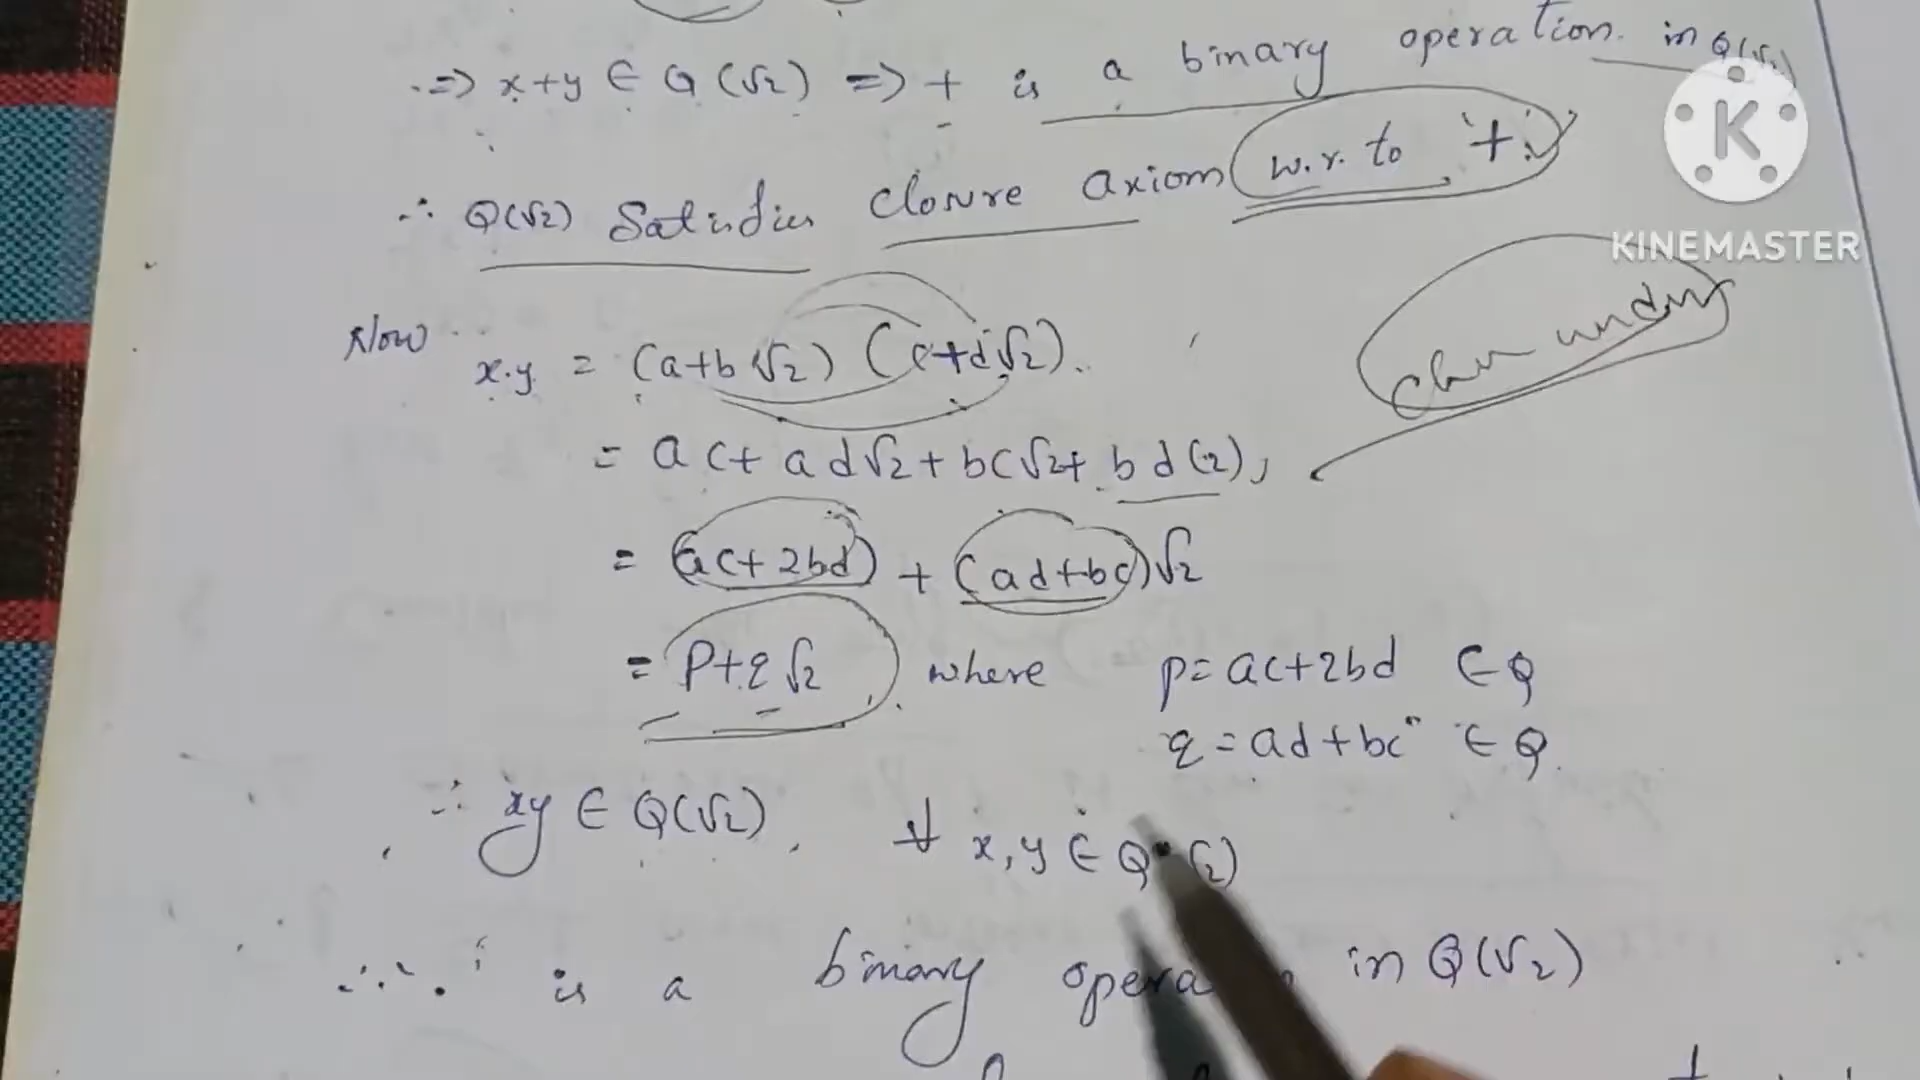 ⇒ x+y ∈ Q(√2) ⇒ + is a binary operation in Q(√2)
∴ Q(√2) Satisfies closure axiom w.r. to '+'.
K
KINEMASTER
Now x.y = (a+b√2) (c+d√2).
= ac+ad√2+bc√2+bd(2),
= (ac+2bd) + (ad+bc)√2
= P+q√2 where p=ac+2bd ∈ Q
q=ad+bc ∈ Q
∴ xy ∈ Q(√2), ∀ x,y ∈ Q(√2)
∴ '.' is a binary in Q(√2)